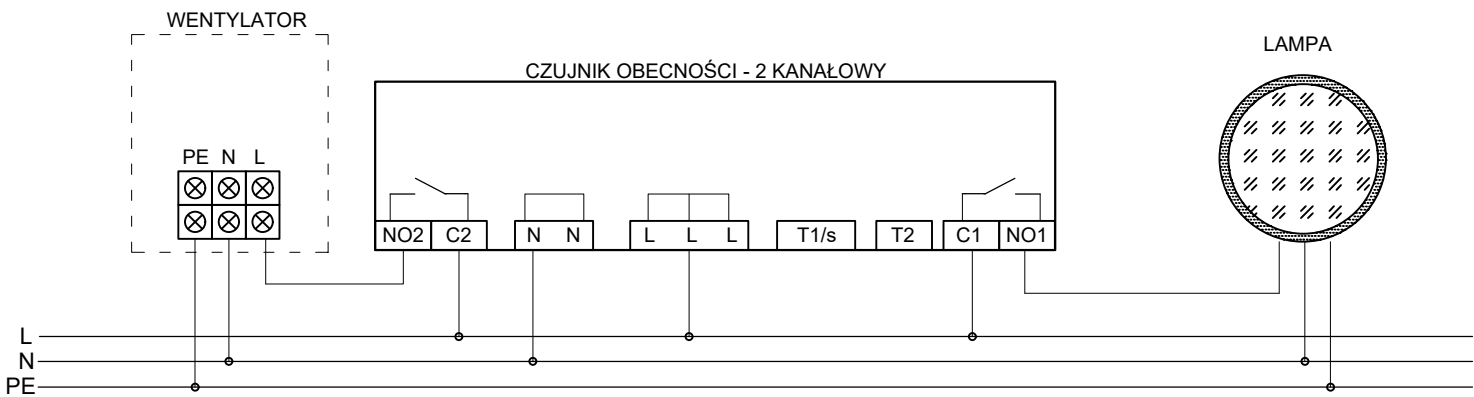 WENTYLATOR
LAMPA
CZUJNIK OBECNOŚCI - 2 KANAŁOWY
PE N L
NO2 C2 N N L L L T1/s T2 C1 NO1
L
N
PE